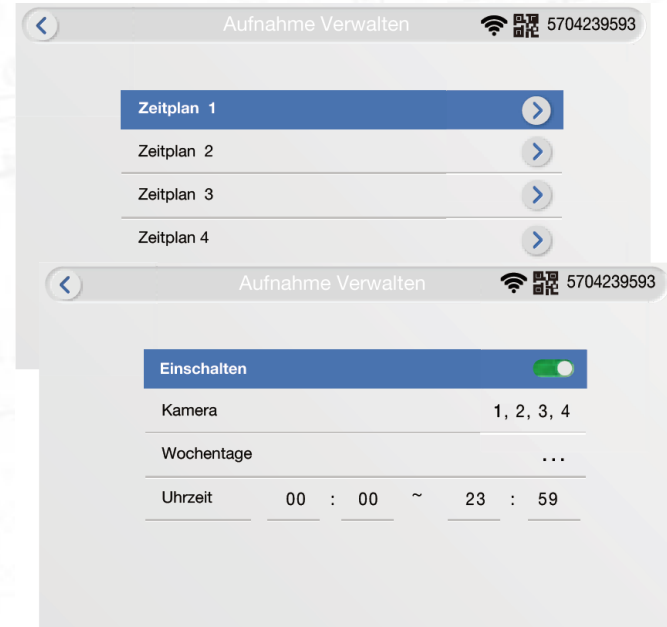 Aufnahme Verwalten 5704239593
Zeitplan 1
Zeitplan 2
Zeitplan 3
Zeitplan 4
Aufnahme Verwalten 5704239593
Einschalten
Kamera 1, 2, 3, 4
Wochentage ...
Uhrzeit 00 : 00 ~ 23 : 59